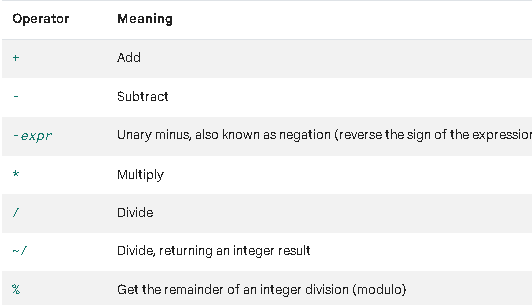 Operator Meaning
+ Add
- Subtract
-expr Unary minus, also known as negation (reverse the sign of the expression
* Multiply
/ Divide
~/ Divide, returning an integer result
% Get the remainder of an integer division (modulo)